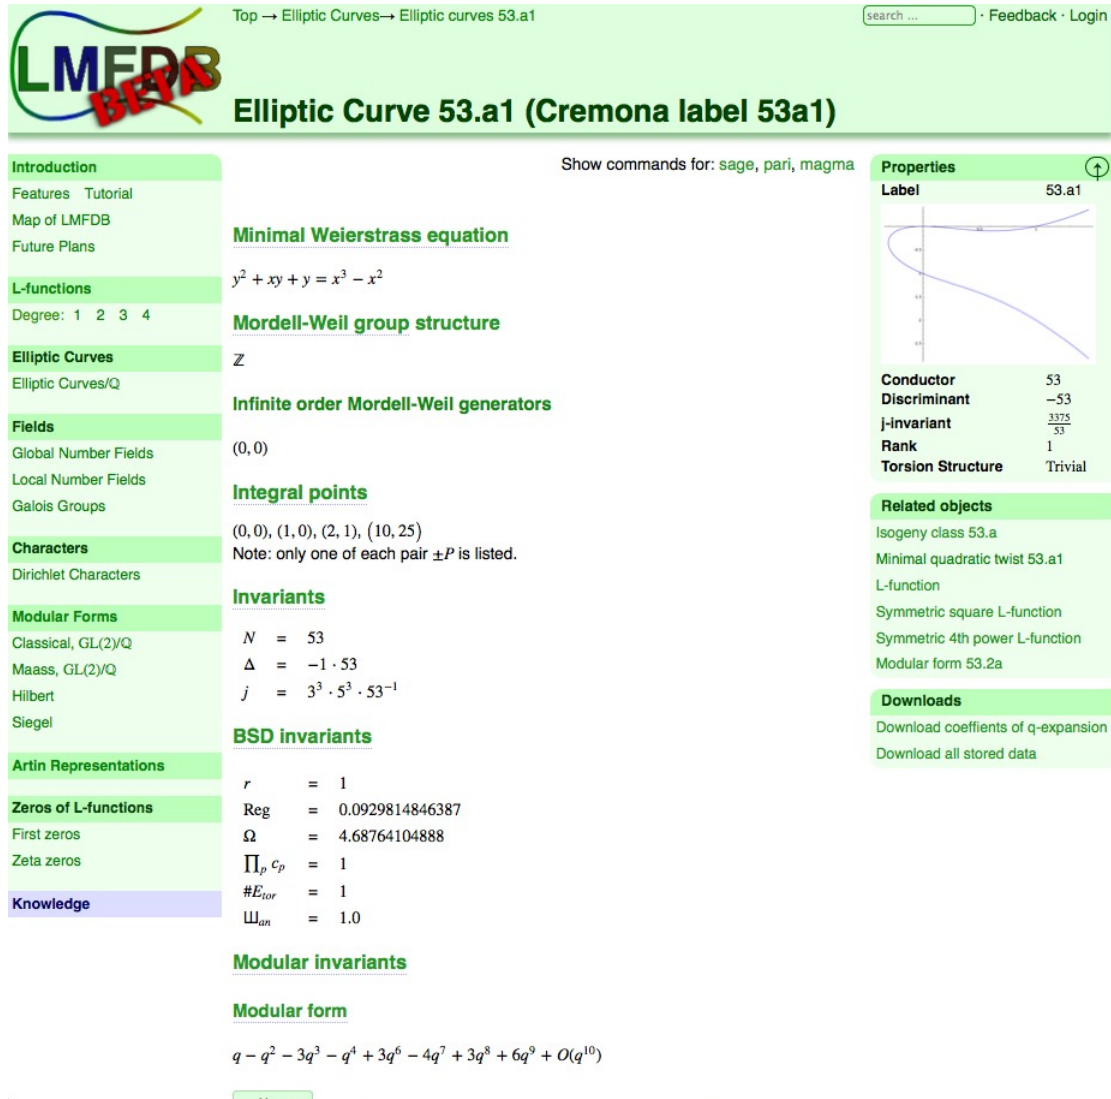 LMFDB
BETA
Top → Elliptic Curves→ Elliptic curves 53.a1
search ... · Feedback · Login
Elliptic Curve 53.a1 (Cremona label 53a1)
Introduction
Features Tutorial
Map of LMFDB
Future Plans
L-functions
Degree: 1 2 3 4
Elliptic Curves
Elliptic Curves/ℚ
Fields
Global Number Fields
Local Number Fields
Galois Groups
Characters
Dirichlet Characters
Modular Forms
Classical, GL(2)/ℚ
Maass, GL(2)/ℚ
Hilbert
Siegel
Artin Representations
Zeros of L-functions
First zeros
Zeta zeros
Knowledge
Show commands for: sage, pari, magma
Minimal Weierstrass equation
y² + xy + y = x³ − x²
Mordell-Weil group structure
ℤ
Infinite order Mordell-Weil generators
(0, 0)
Integral points
(0, 0), (1, 0), (2, 1), (10, 25)
Note: only one of each pair ±P is listed.
Invariants
N = 53
Δ = −1 · 53
j = 3³ · 5³ · 53⁻¹
BSD invariants
r = 1
Reg = 0.0929814846387
Ω = 4.68764104888
∏ₚ cₚ = 1
#E_tor = 1
Ш_an = 1.0
Modular invariants
Modular form
q − q² − 3q³ − q⁴ + 3q⁶ − 4q⁷ + 3q⁸ + 6q⁹ + O(q¹⁰)
Properties
Label 53.a1
Conductor 53
Discriminant −53
j-invariant 3375/53
Rank 1
Torsion Structure Trivial
Related objects
Isogeny class 53.a
Minimal quadratic twist 53.a1
L-function
Symmetric square L-function
Symmetric 4th power L-function
Modular form 53.2a
Downloads
Download coeffients of q-expansion
Download all stored data